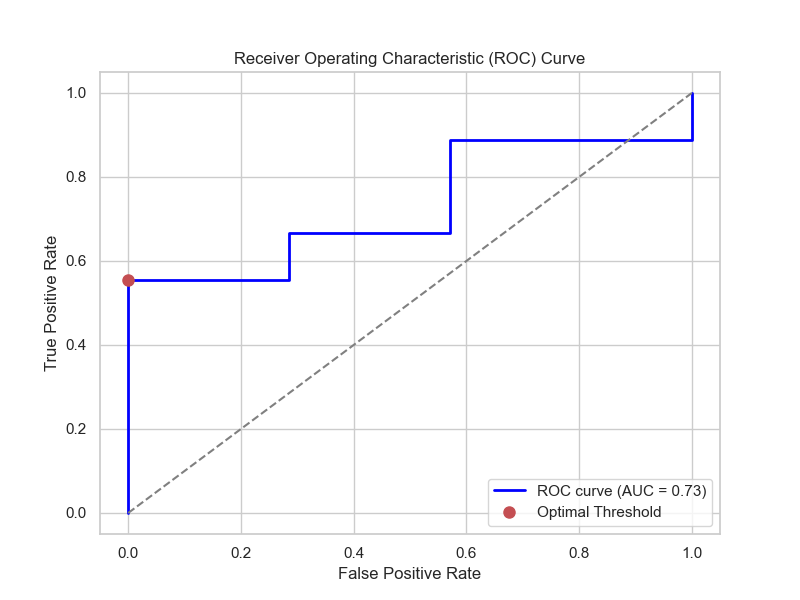 Receiver Operating Characteristic (ROC) Curve
True Positive Rate
1.0
0.8
0.6
0.4
0.2
0.0
ROC curve (AUC = 0.73)
Optimal Threshold
0.0 0.2 0.4 0.6 0.8 1.0
False Positive Rate